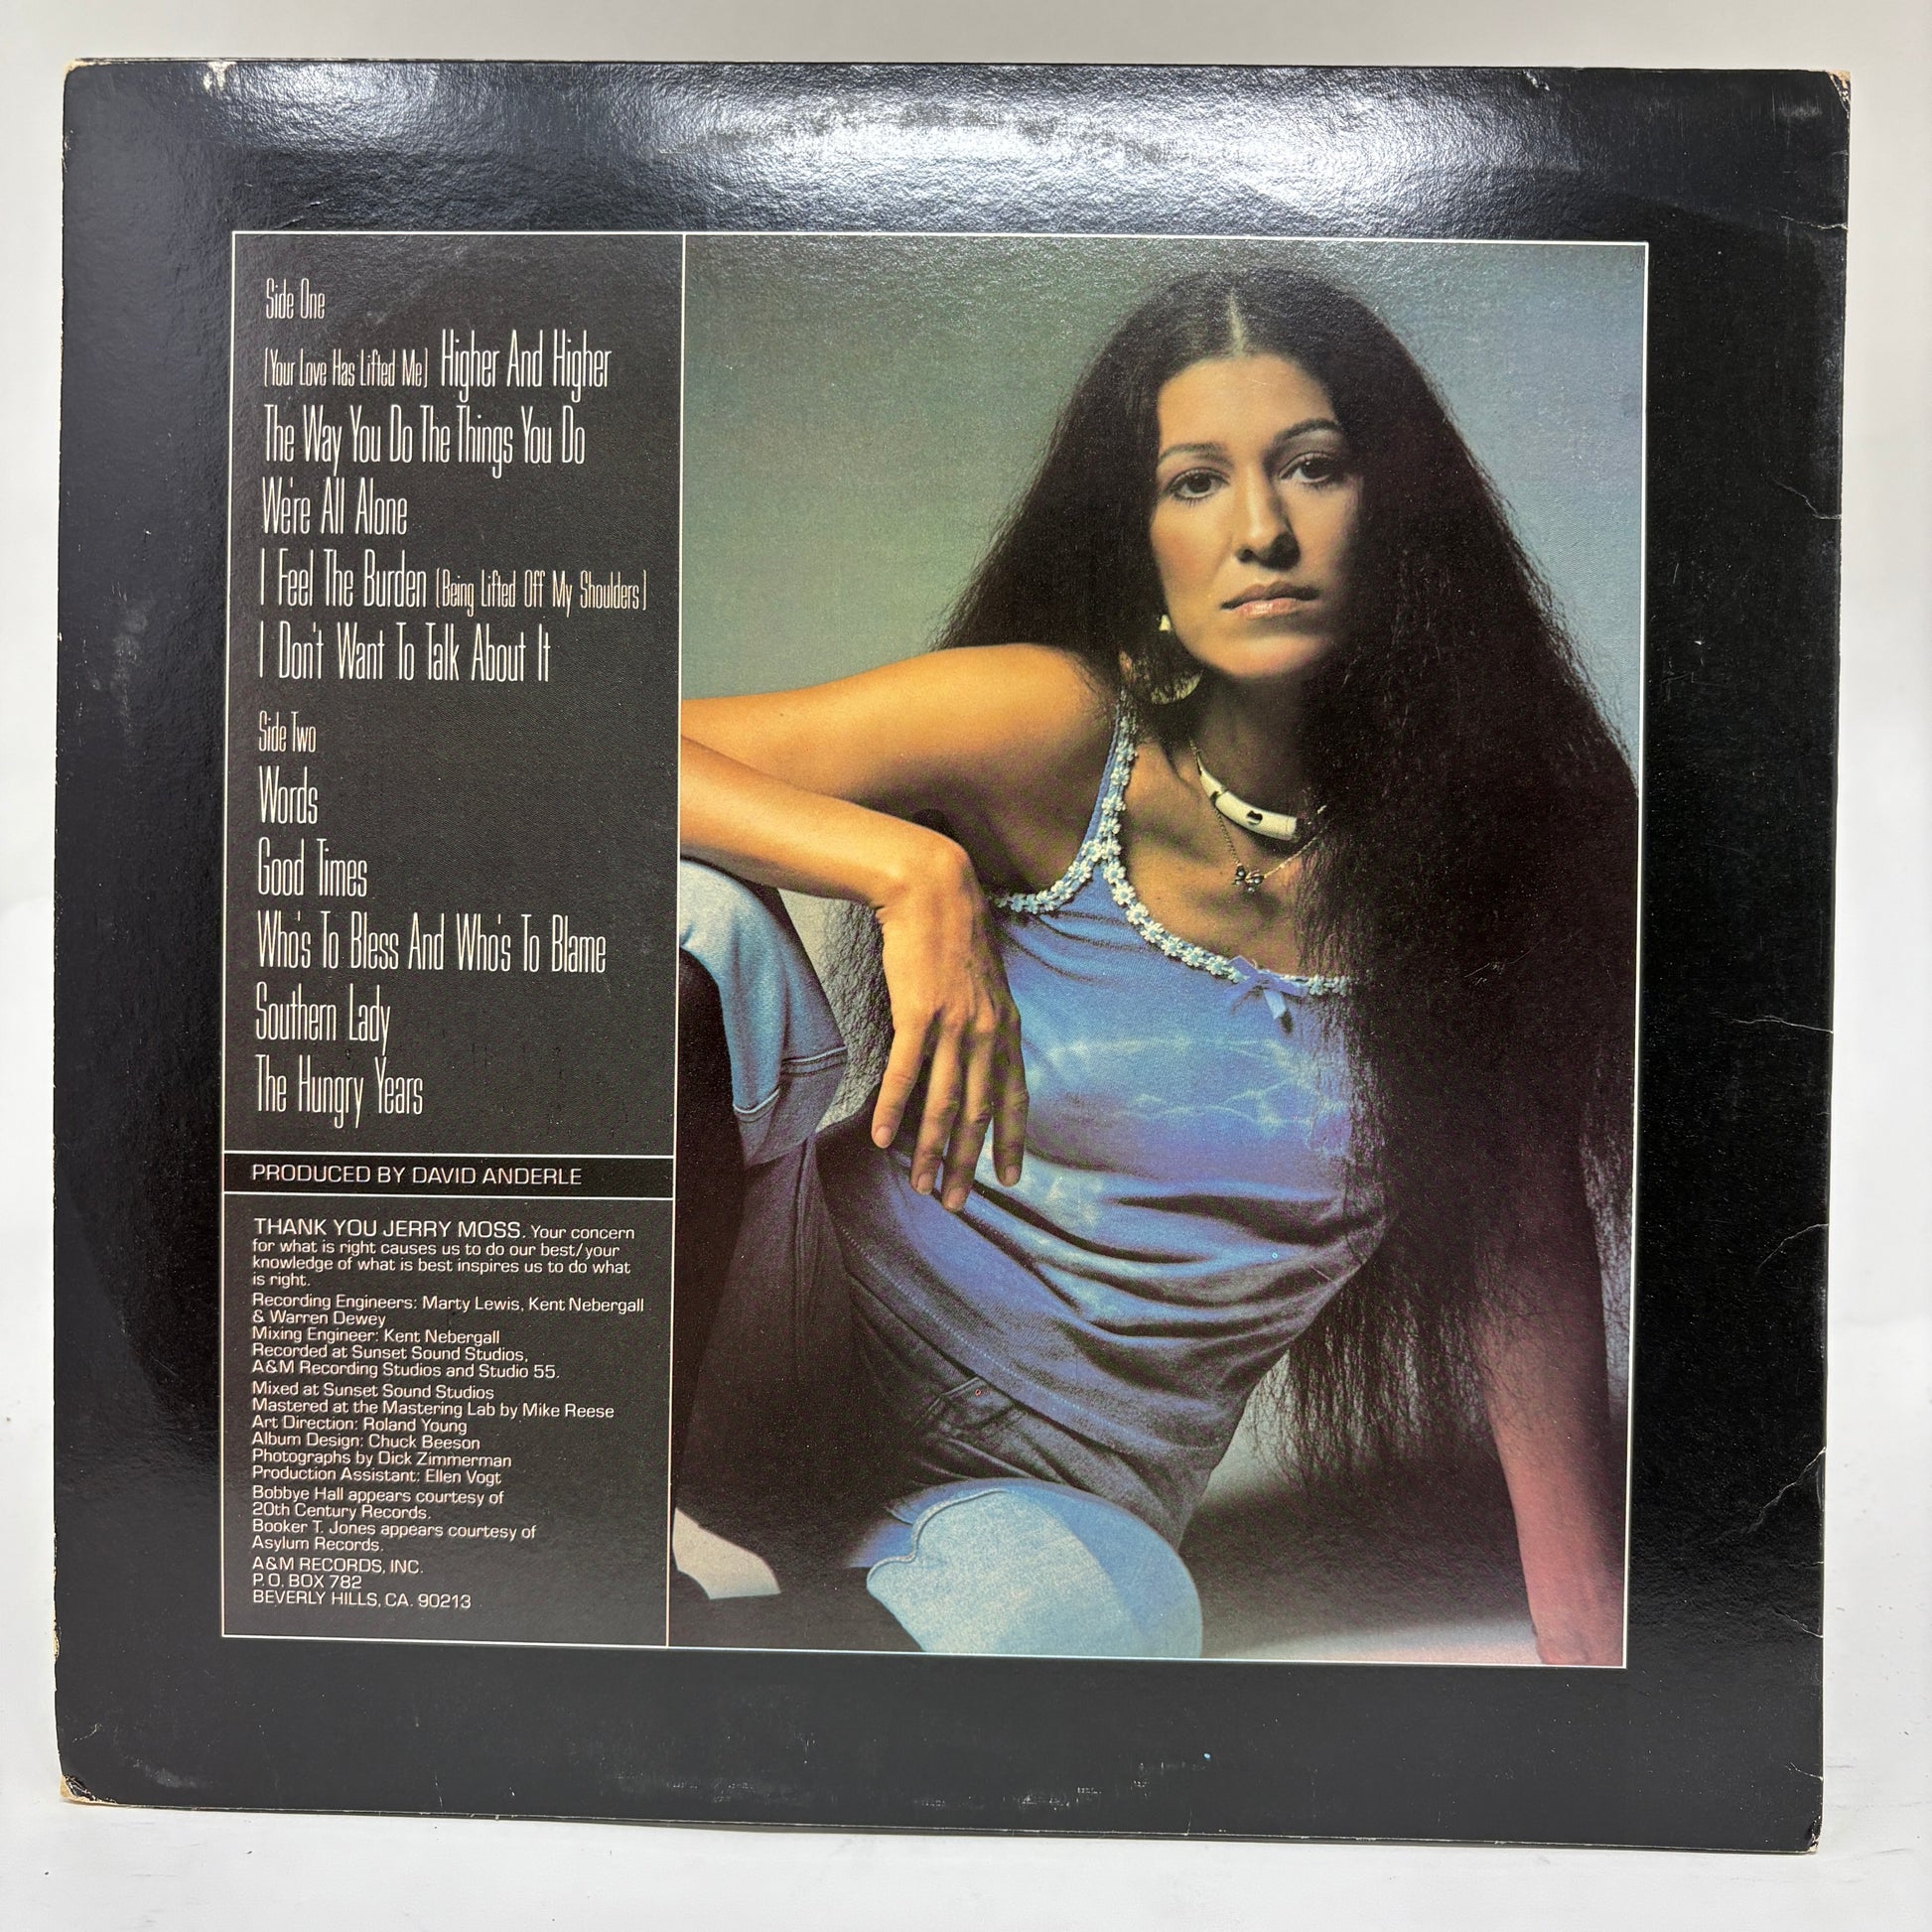 Side One
(Your Love Has Lifted Me) Higher And Higher
The Way You Do The Things You Do
We're All Alone
I Feel The Burden (Being Lifted Off My Shoulders)
I Don't Want To Talk About It
Side Two
Words
Good Times
Who's To Bless And Who's To Blame
Southern Lady
The Hungry Years
PRODUCED BY DAVID ANDERLE
THANK YOU JERRY MOSS. Your concern
for what is right causes us to do our best/your
knowledge of what is best inspires us to do what
is right.
Recording Engineers: Marty Lewis, Kent Nebergall
& Warren Dewey
Mixing Engineer: Kent Nebergall
Recorded at Sunset Sound Studios,
A&M Recording Studios and Studio 55.
Mixed at Sunset Sound Studios
Mastered at the Mastering Lab by Mike Reese
Art Direction: Roland Young
Album Design: Chuck Beeson
Photographs by Dick Zimmerman
Production Assistant: Ellen Vogt
Bobbye Hall appears courtesy of
20th Century Records.
Booker T. Jones appears courtesy of
Asylum Records.
A&M RECORDS, INC.
P.O. BOX 782
BEVERLY HILLS, CA. 90213